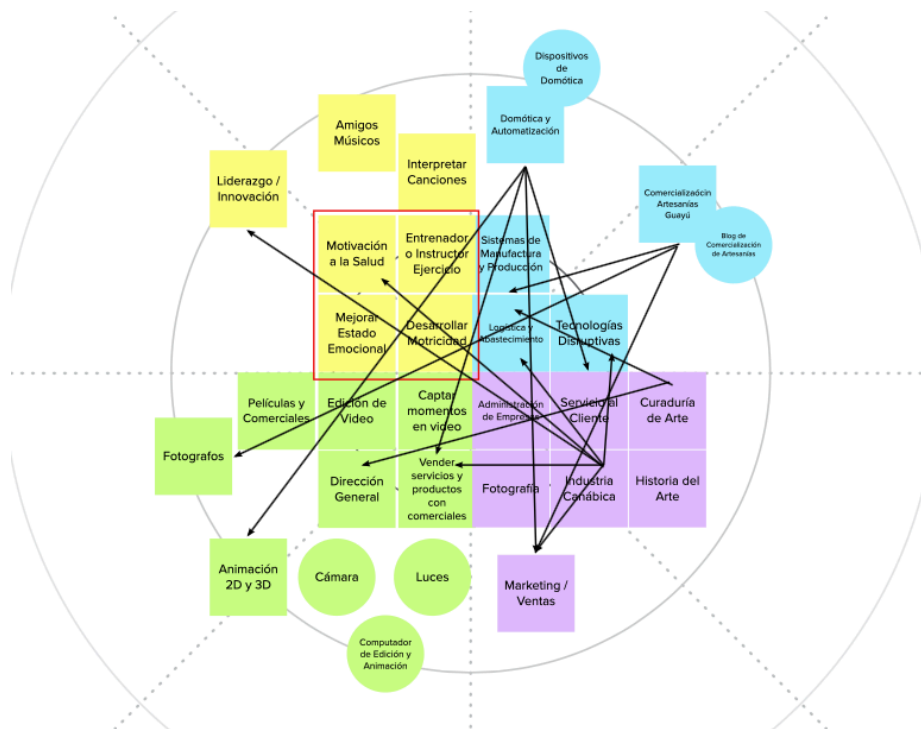 Dispositivos
de
Domótica
Amigos
Músicos
Domótica y
Automatización
Interpretar
Canciones
Liderazgo /
Innovación
Comercializaócin
Artesanías
Guayú
Blog de
Comercialización
de Artesanías
Motivación
a la Salud
Entrenador
o Instructor
Ejercicio
Sistemas de
Manufactura
y Producción
Mejorar
Estado
Emocional
Desarrollar
Motricidad
Logística y
Abastecimiento
Tecnologías
Disruptivas
Películas y
Comerciales
Edición de
Video
Captar
momentos
en video
Administración
de Empresas
Servicio al
Cliente
Curaduría
de Arte
Fotografos
Dirección
General
Vender
servicios y
productos
con
comerciales
Fotografía
Industria
Canábica
Historia del
Arte
Animación
2D y 3D
Cámara
Luces
Marketing /
Ventas
Computador
de Edición y
Animación